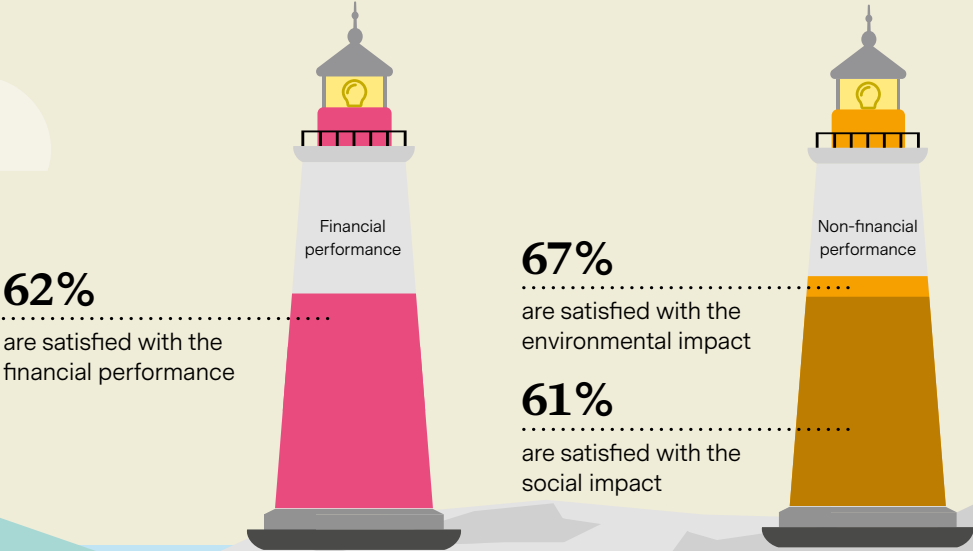 Financial
performance
62%
are satisfied with the
financial performance
Non-financial
performance
67%
are satisfied with the
environmental impact
61%
are satisfied with the
social impact